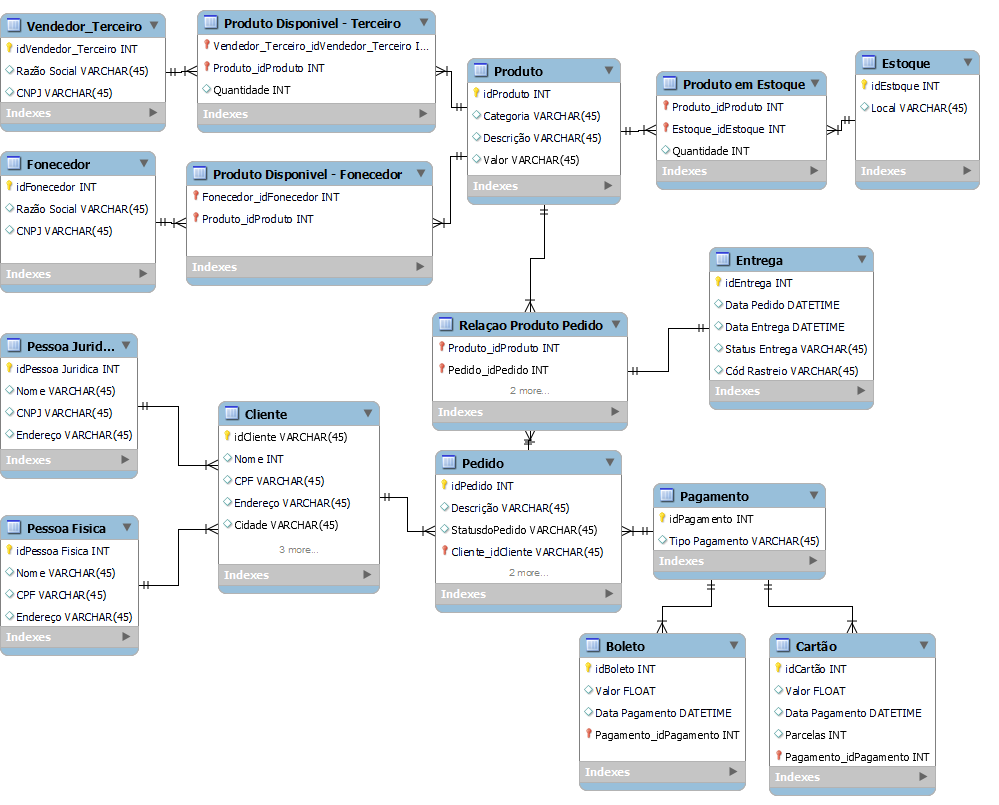 Vendedor_Terceiro
idVendedor_Terceiro INT
Razão Social VARCHAR(45)
CNPJ VARCHAR(45)
Indexes
Produto Disponivel - Terceiro
Vendedor_Terceiro_idVendedor_Terceiro I...
Produto_idProduto INT
Quantidade INT
Indexes
Produto
idProduto INT
Categoria VARCHAR(45)
Descrição VARCHAR(45)
Valor VARCHAR(45)
Indexes
Produto em Estoque
Produto_idProduto INT
Estoque_idEstoque INT
Quantidade INT
Indexes
Estoque
idEstoque INT
Local VARCHAR(45)
Indexes
Fonecedor
idFonecedor INT
Razão Social VARCHAR(45)
CNPJ VARCHAR(45)
Indexes
Produto Disponivel - Fonecedor
Fonecedor_idFonecedor INT
Produto_idProduto INT
Indexes
Entrega
idEntrega INT
Data Pedido DATETIME
Data Entrega DATETIME
Status Entrega VARCHAR(45)
Cód Rastreio VARCHAR(45)
Indexes
Relaçao Produto Pedido
Produto_idProduto INT
Pedido_idPedido INT
2 more...
Indexes
Pessoa Jurid...
idPessoa Juridica INT
Nome VARCHAR(45)
CNPJ VARCHAR(45)
Endereço VARCHAR(45)
Indexes
Cliente
idCliente VARCHAR(45)
Nome INT
CPF VARCHAR(45)
Endereço VARCHAR(45)
Cidade VARCHAR(45)
3 more...
Indexes
Pedido
idPedido INT
Descrição VARCHAR(45)
StatusdoPedido VARCHAR(45)
Cliente_idCliente VARCHAR(45)
2 more...
Indexes
Pagamento
idPagamento INT
Tipo Pagamento VARCHAR(45)
Indexes
Pessoa Fisica
idPessoa Fisica INT
Nome VARCHAR(45)
CPF VARCHAR(45)
Endereço VARCHAR(45)
Indexes
Boleto
idBoleto INT
Valor FLOAT
Data Pagamento DATETIME
Pagamento_idPagamento INT
Indexes
Cartão
idCartão INT
Valor FLOAT
Data Pagamento DATETIME
Parcelas INT
Pagamento_idPagamento INT
Indexes